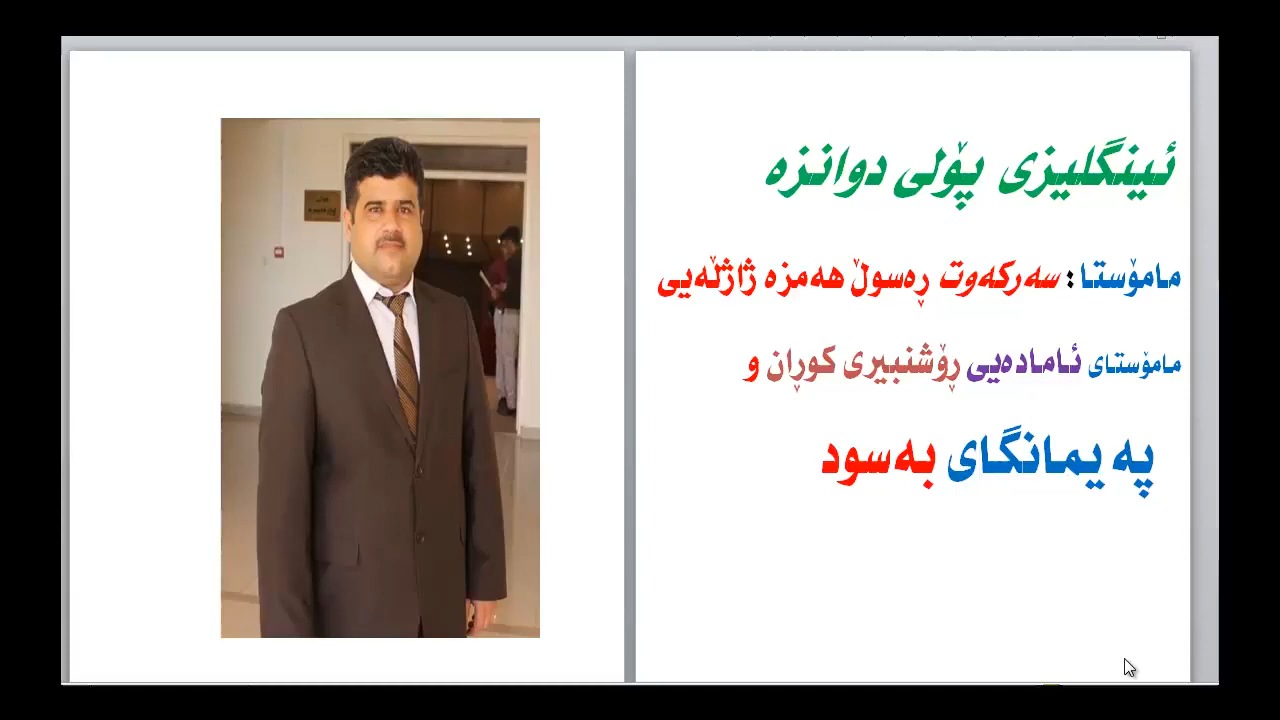 ئینگلیزی پۆلی دوانزە
مامۆستا : سەرکەوت ڕەسوڵ هەمزە ژاژڵەیی
مامۆستای ئامادەیی ڕۆشنبیری کوڕان و
پە یمانگای بەسود